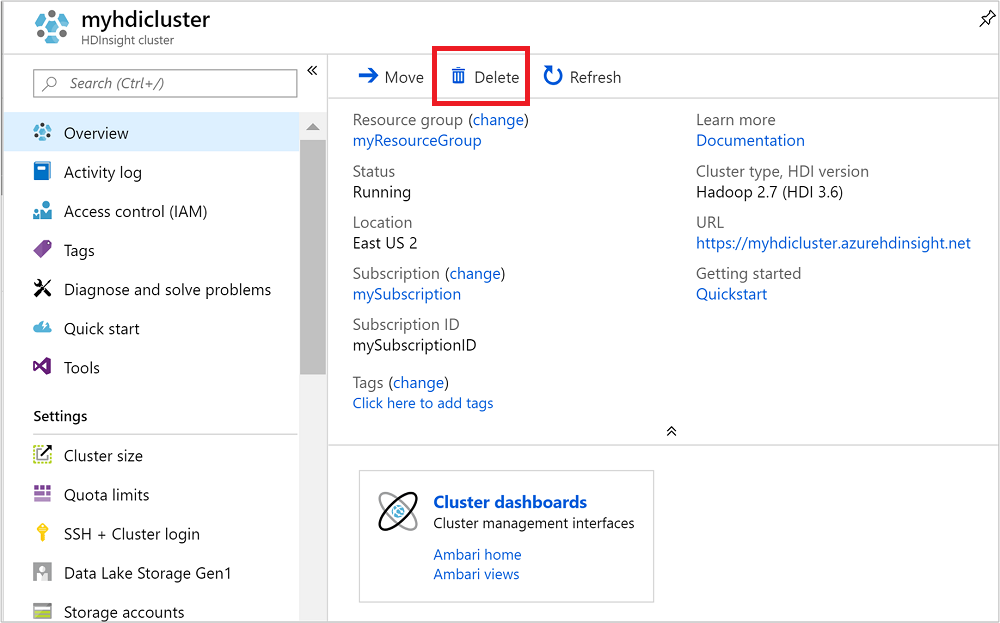 myhdicluster
HDInsight cluster
Search (Ctrl+/)
Overview
Activity log
Access control (IAM)
Tags
Diagnose and solve problems
Quick start
Tools
Settings
Cluster size
Quota limits
SSH + Cluster login
Data Lake Storage Gen1
Storage accounts
Move Delete Refresh
Resource group (change)
myResourceGroup
Status
Running
Location
East US 2
Subscription (change)
mySubscription
Subscription ID
mySubscriptionID
Tags (change)
Click here to add tags
Learn more
Documentation
Cluster type, HDI version
Hadoop 2.7 (HDI 3.6)
URL
https://myhdicluster.azurehdinsight.net
Getting started
Quickstart
Cluster dashboards
Cluster management interfaces
Ambari home
Ambari views